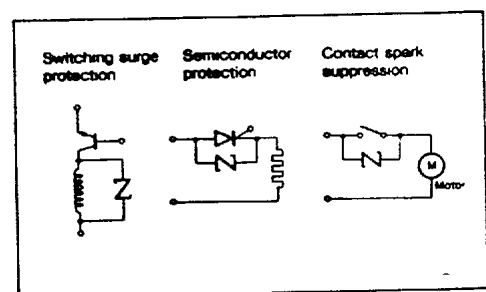 Switching surge
protection
Semiconductor
protection
Contact spark
suppression
M
Motor